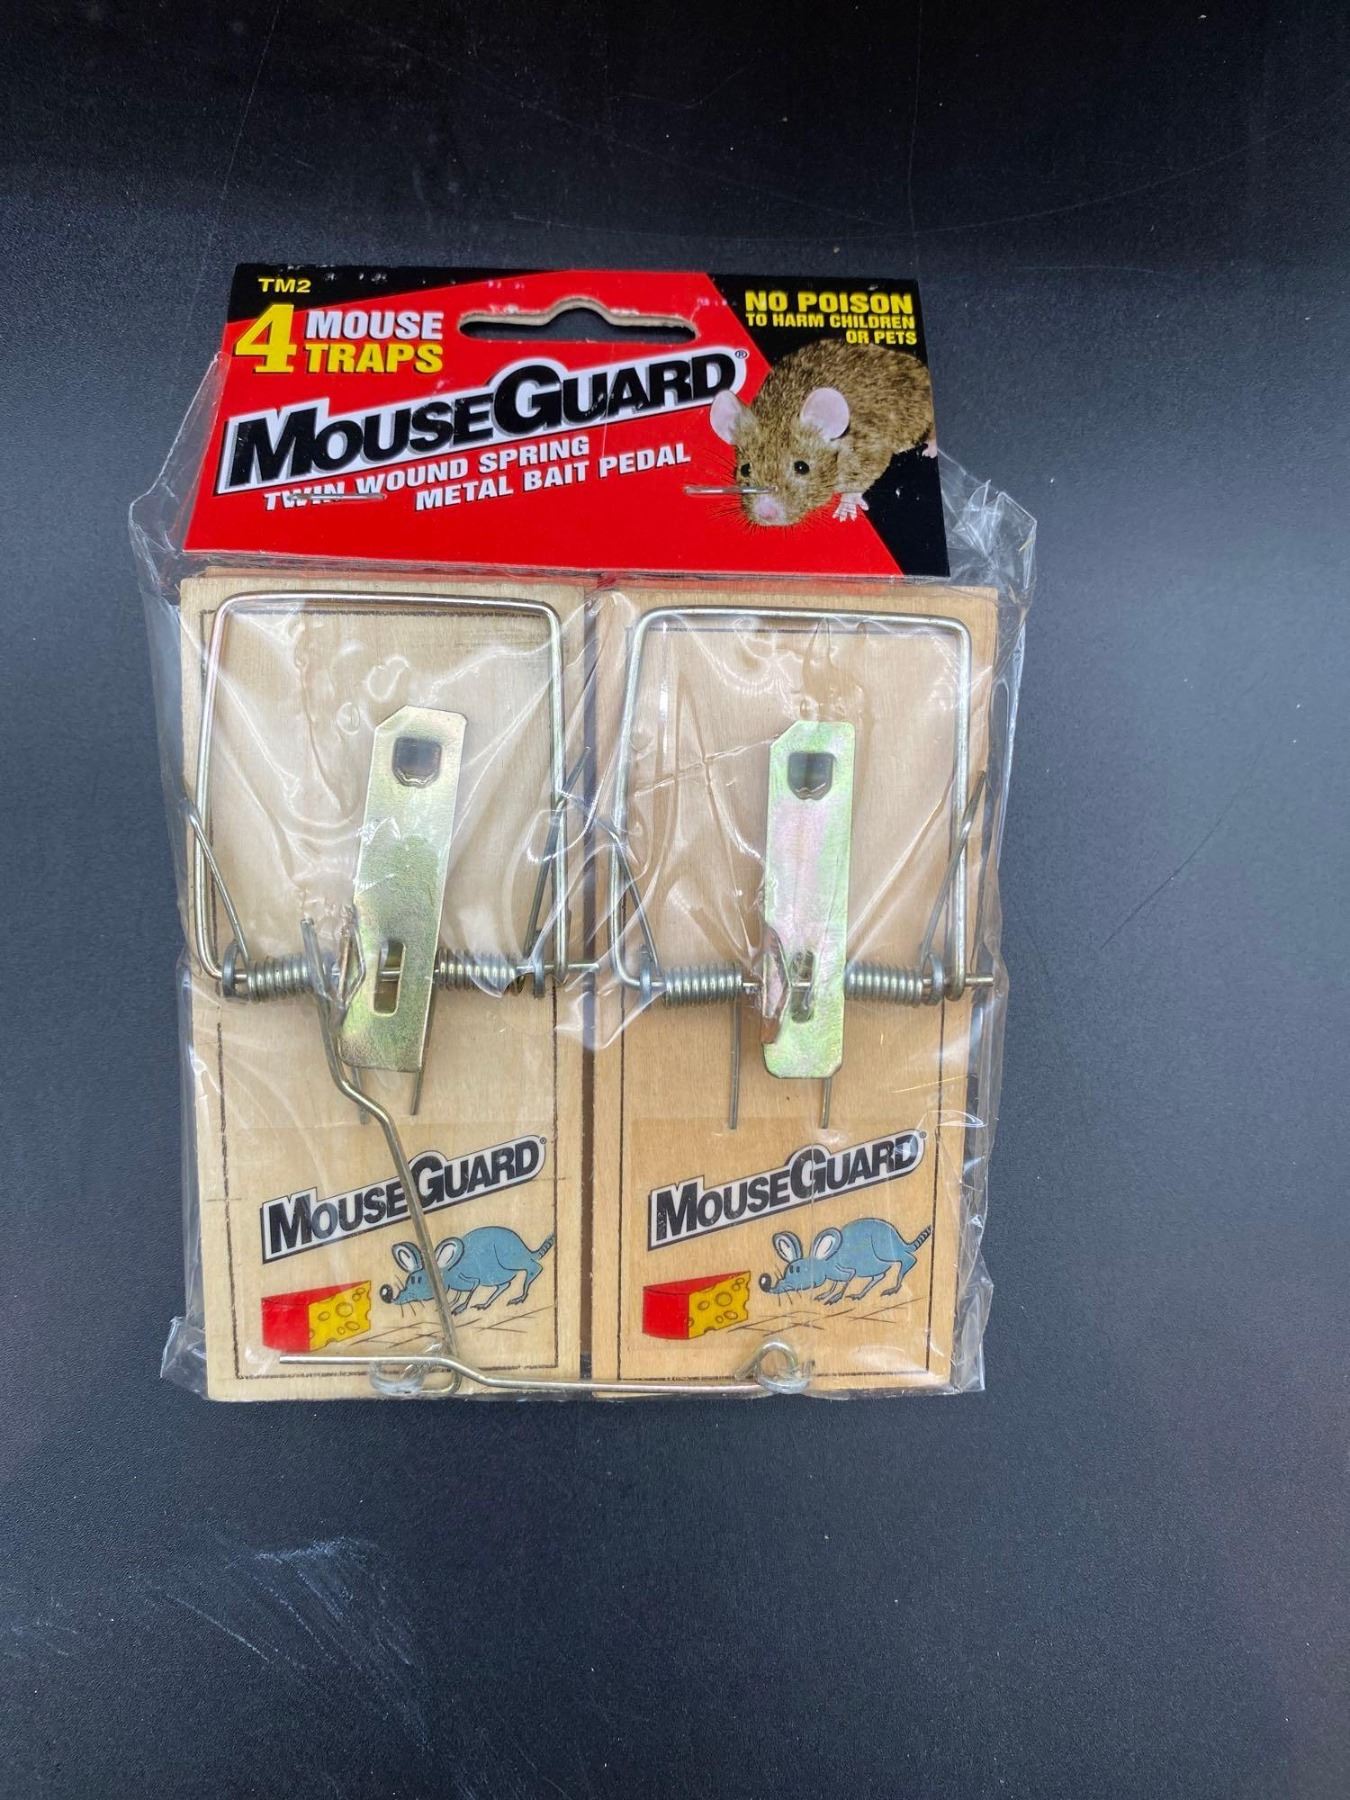 TM2
4 MOUSE
TRAPS
NO POISON
TO HARM CHILDREN
OR PETS
MOUSEGUARD®
TWIN WOUND SPRING
METAL BAIT PEDAL
MOUSEGUARD®
MOUSEGUARD®